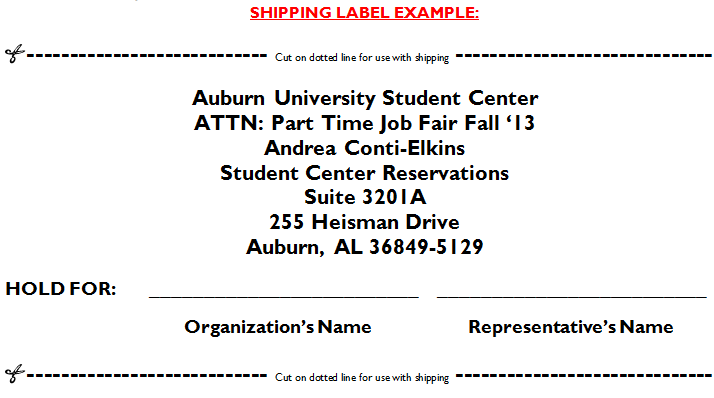 SHIPPING LABEL EXAMPLE:
Cut on dotted line for use with shipping
Auburn University Student Center
ATTN: Part Time Job Fair Fall ‘13
Andrea Conti-Elkins
Student Center Reservations
Suite 3201A
255 Heisman Drive
Auburn, AL 36849-5129
HOLD FOR: ___________________________ ___________________________
Organization’s Name Representative’s Name
Cut on dotted line for use with shipping